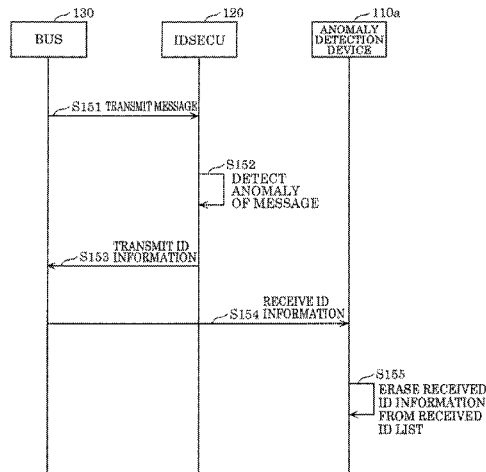 130
120
110a
BUS
IDSECU
ANOMALY
DETECTION
DEVICE
S151 TRANSMIT MESSAGE
S152
DETECT
ANOMALY
OF MESSAGE
TRANSMIT ID
S153 INFORMATION
RECEIVE ID
S154 INFORMATION
S155
ERASE RECEIVED
ID INFORMATION
FROM RECEIVED
ID LIST